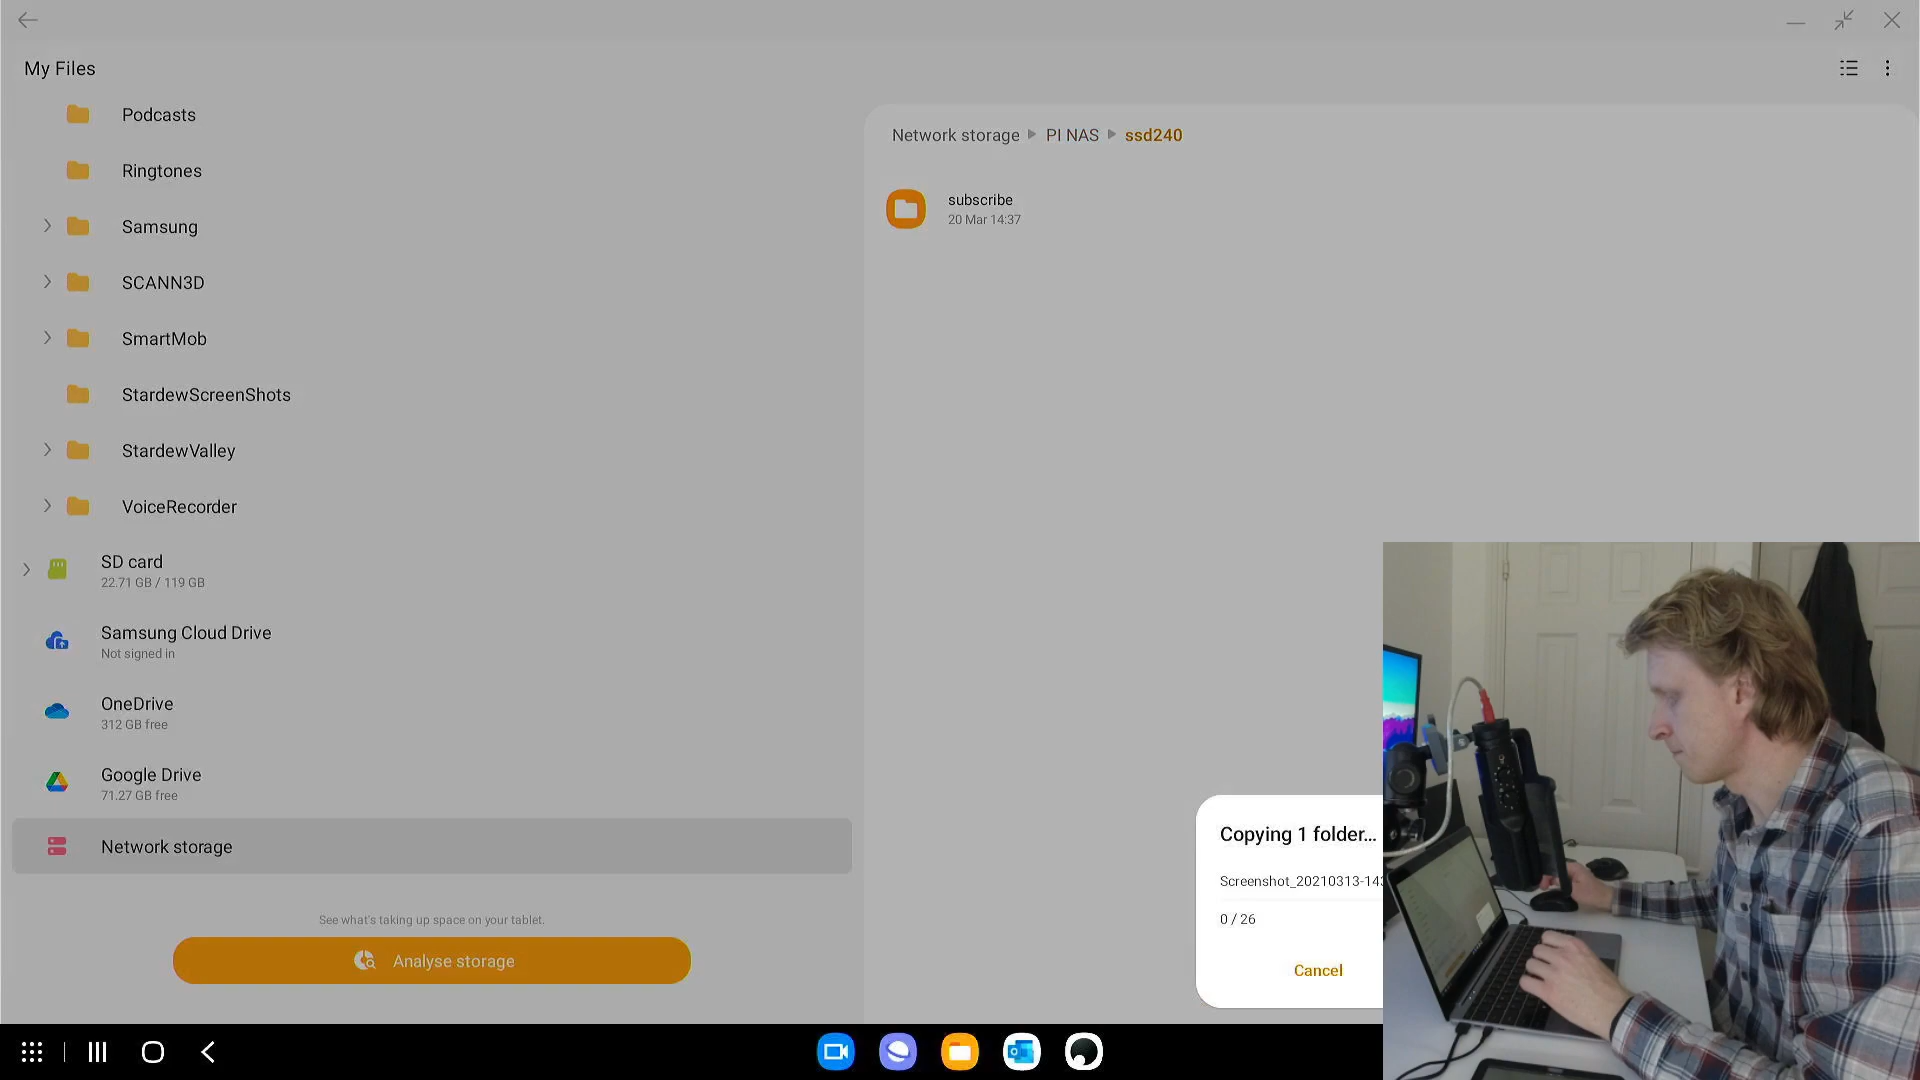 My Files
Podcasts
Ringtones
Samsung
SCANN3D
SmartMob
StardewScreenShots
StardewValley
VoiceRecorder
SD card
22.71 GB / 119 GB
Samsung Cloud Drive
Not signed in
OneDrive
312 GB free
Google Drive
71.27 GB free
Network storage
See what's taking up space on your tablet.
Analyse storage
Network storage PI NAS ssd240
subscribe
20 Mar 14:37
Copying 1 folder...
Screenshot_20210313-143
0 / 26
Cancel